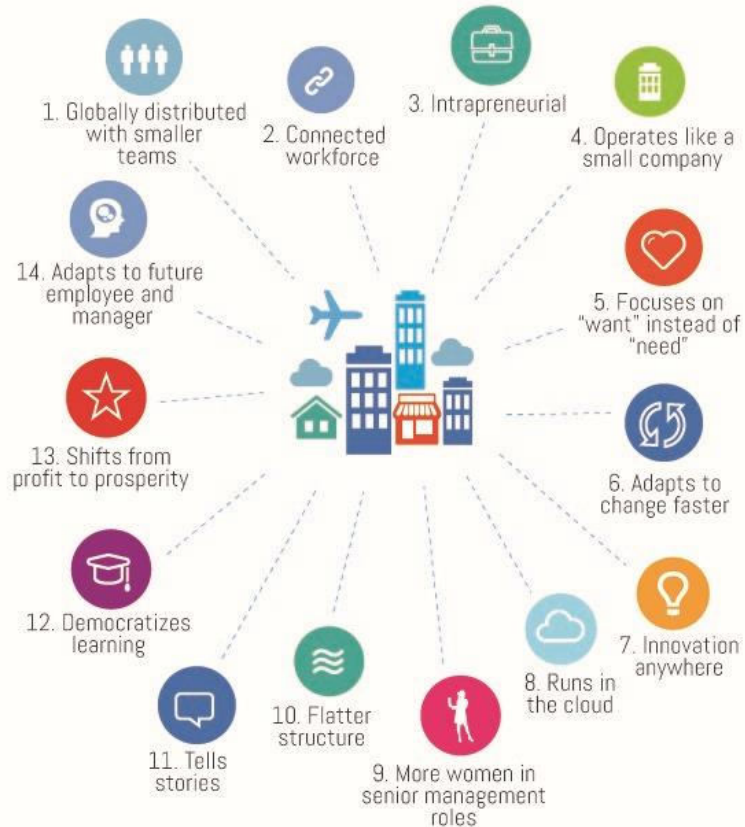 1. Globally distributed
with smaller
teams
2. Connected
workforce
3. Intrapreneurial
4. Operates like a
small company
5. Focuses on
“want” instead of
“need”
6. Adapts to
change faster
7. Innovation
anywhere
8. Runs in
the cloud
9. More women in
senior management
roles
10. Flatter
structure
11. Tells
stories
12. Democratizes
learning
13. Shifts from
profit to prosperity
14. Adapts to future
employee and
manager